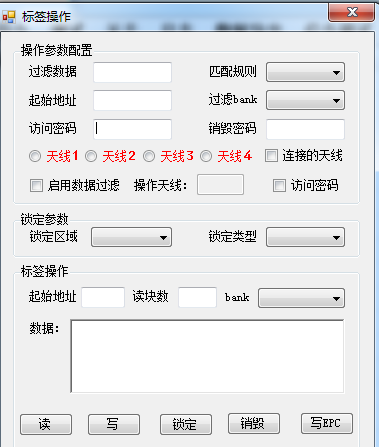 标签操作
操作参数配置
过滤数据 匹配规则
起始地址 过滤bank
访问密码 销毁密码
天线1 天线2 天线3 天线4 连接的天线
启用数据过滤 操作天线： 访问密码
锁定参数
锁定区域 锁定类型
标签操作
起始地址 读块数 bank
数据：
读 写 锁定 销毁 写EPC